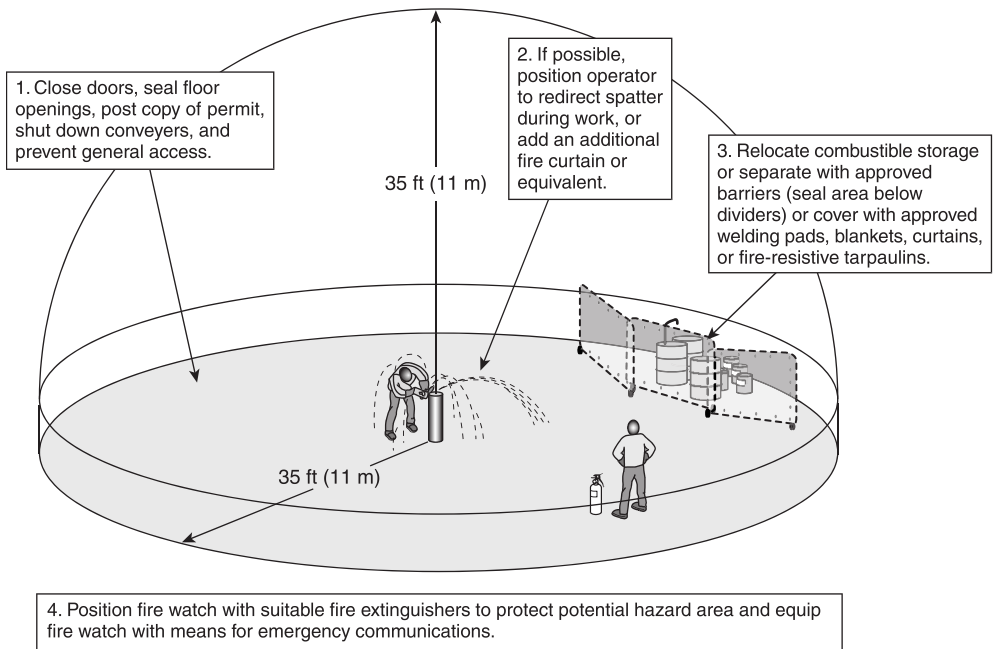 1. Close doors, seal floor
openings, post copy of permit,
shut down conveyers, and
prevent general access.
2. If possible,
position operator
to redirect spatter
during work, or
add an additional
fire curtain or
equivalent.
3. Relocate combustible storage
or separate with approved
barriers (seal area below
dividers) or cover with approved
welding pads, blankets, curtains,
or fire-resistive tarpaulins.
35 ft (11 m)
35 ft (11 m)
4. Position fire watch with suitable fire extinguishers to protect potential hazard area and equip
fire watch with means for emergency communications.